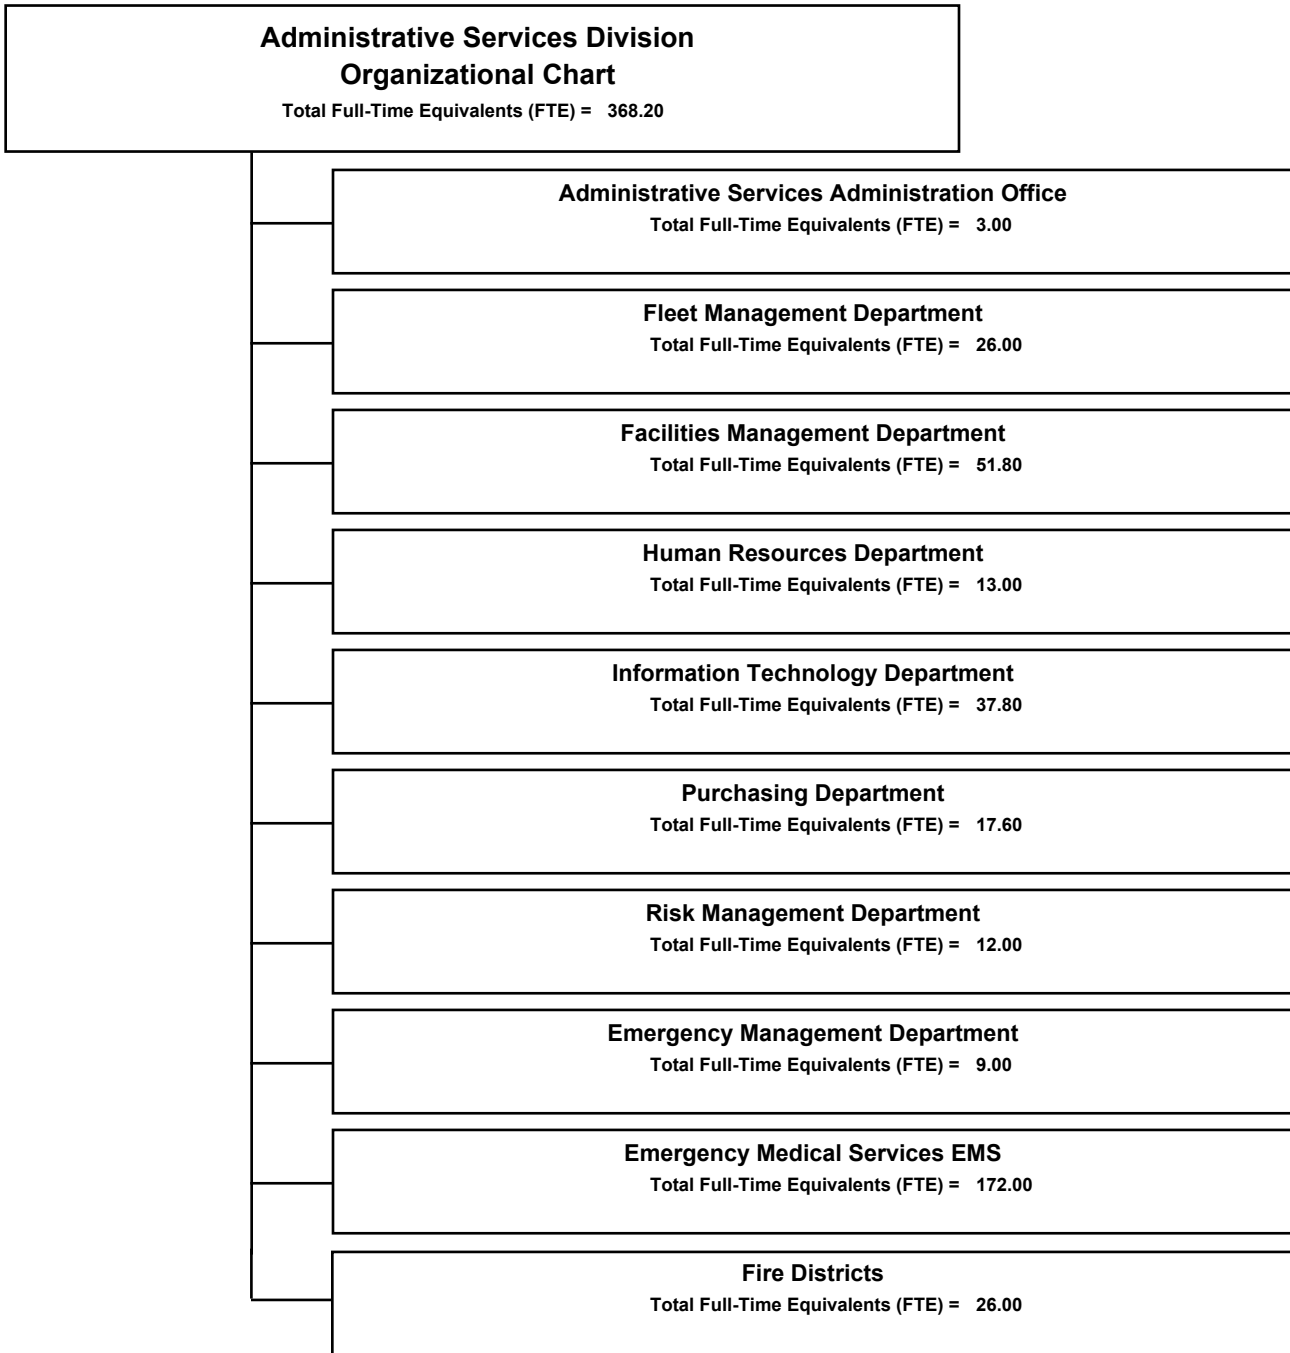 Administrative Services Division
Organizational Chart
Total Full-Time Equivalents (FTE) = 368.20
Administrative Services Administration Office
Total Full-Time Equivalents (FTE) = 3.00
Fleet Management Department
Total Full-Time Equivalents (FTE) = 26.00
Facilities Management Department
Total Full-Time Equivalents (FTE) = 51.80
Human Resources Department
Total Full-Time Equivalents (FTE) = 13.00
Information Technology Department
Total Full-Time Equivalents (FTE) = 37.80
Purchasing Department
Total Full-Time Equivalents (FTE) = 17.60
Risk Management Department
Total Full-Time Equivalents (FTE) = 12.00
Emergency Management Department
Total Full-Time Equivalents (FTE) = 9.00
Emergency Medical Services EMS
Total Full-Time Equivalents (FTE) = 172.00
Fire Districts
Total Full-Time Equivalents (FTE) = 26.00